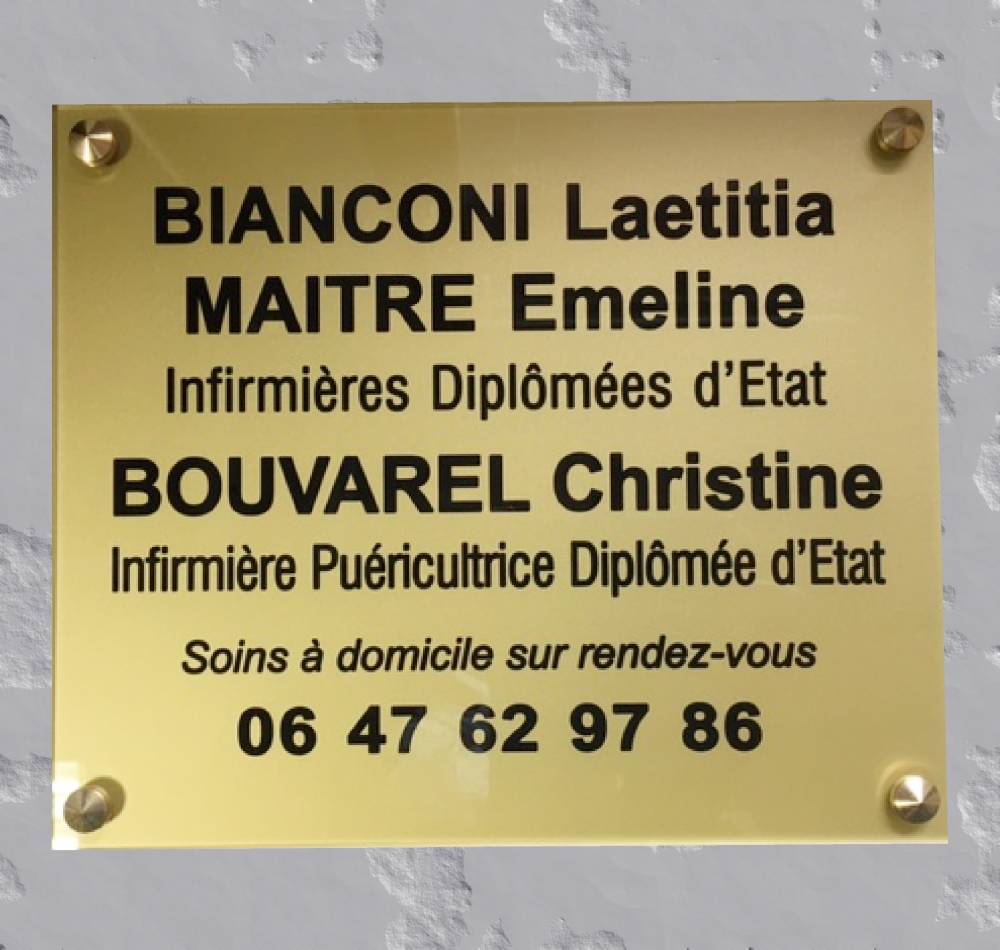 BIANCONI Laetitia
MAITRE Emeline
Infirmières Diplômées d'Etat
BOUVAREL Christine
Infirmière Puéricultrice Diplômée d'Etat
Soins à domicile sur rendez-vous
06 47 62 97 86